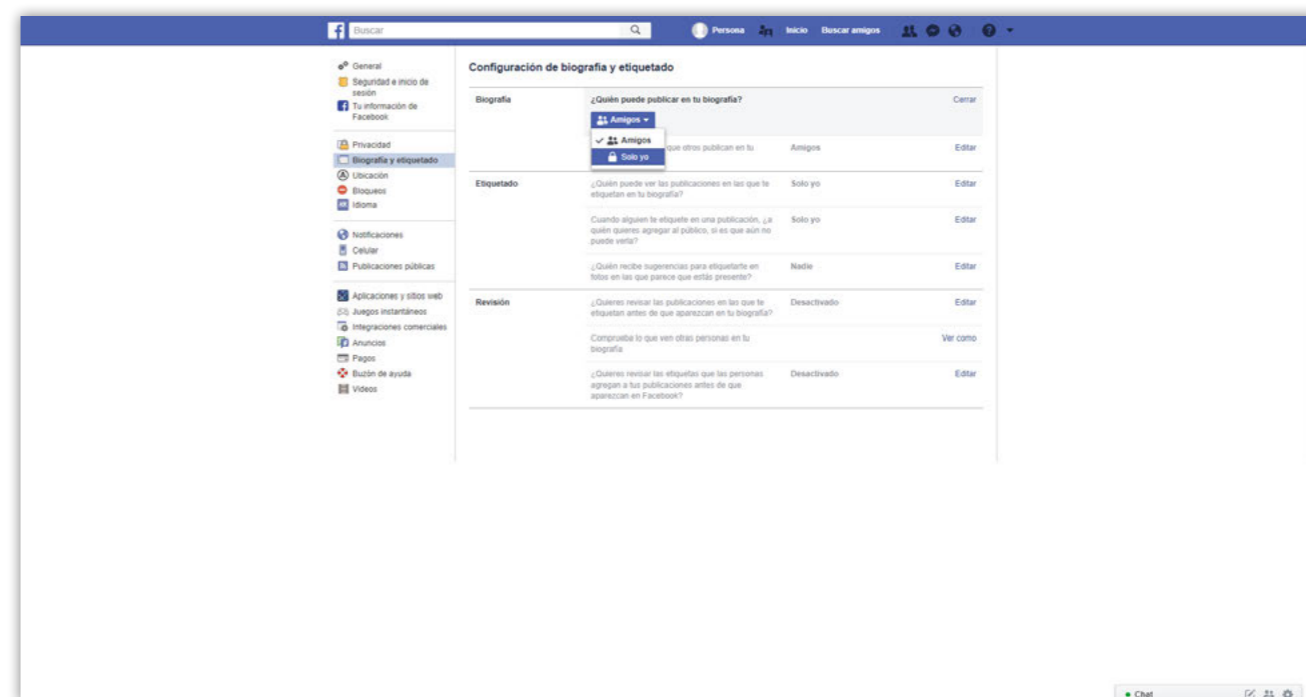 Buscar
Persona Inicio Buscar amigos
General
Seguridad e inicio de
sesión
Tu información de
Facebook
Privacidad
Biografía y etiquetado
Ubicación
Bloqueos
Idioma
Notificaciones
Celular
Publicaciones públicas
Aplicaciones y sitios web
Juegos instantáneos
Integraciones comerciales
Anuncios
Pagos
Buzón de ayuda
Videos
Configuración de biografía y etiquetado
Biografía ¿Quién puede publicar en tu biografía? Cerrar
Amigos
Amigos
Solo yo
que otros publican en tu Amigos Editar
Etiquetado ¿Quién puede ver las publicaciones en las que te Solo yo Editar
etiquetan en tu biografía?
Cuando alguien te etiquete en una publicación, ¿a Solo yo Editar
quién quieres agregar al público, si es que aún no
puede verla?
¿Quién recibe sugerencias para etiquetarte en Nadie Editar
fotos en las que parece que estás presente?
Revisión ¿Quieres revisar las publicaciones en las que te Desactivado Editar
etiquetan antes de que aparezcan en tu biografía?
Comprueba lo que ven otras personas en tu Ver como
biografía
¿Quieres revisar las etiquetas que las personas Desactivado Editar
agregan a tus publicaciones antes de que
aparezcan en Facebook?
Chat